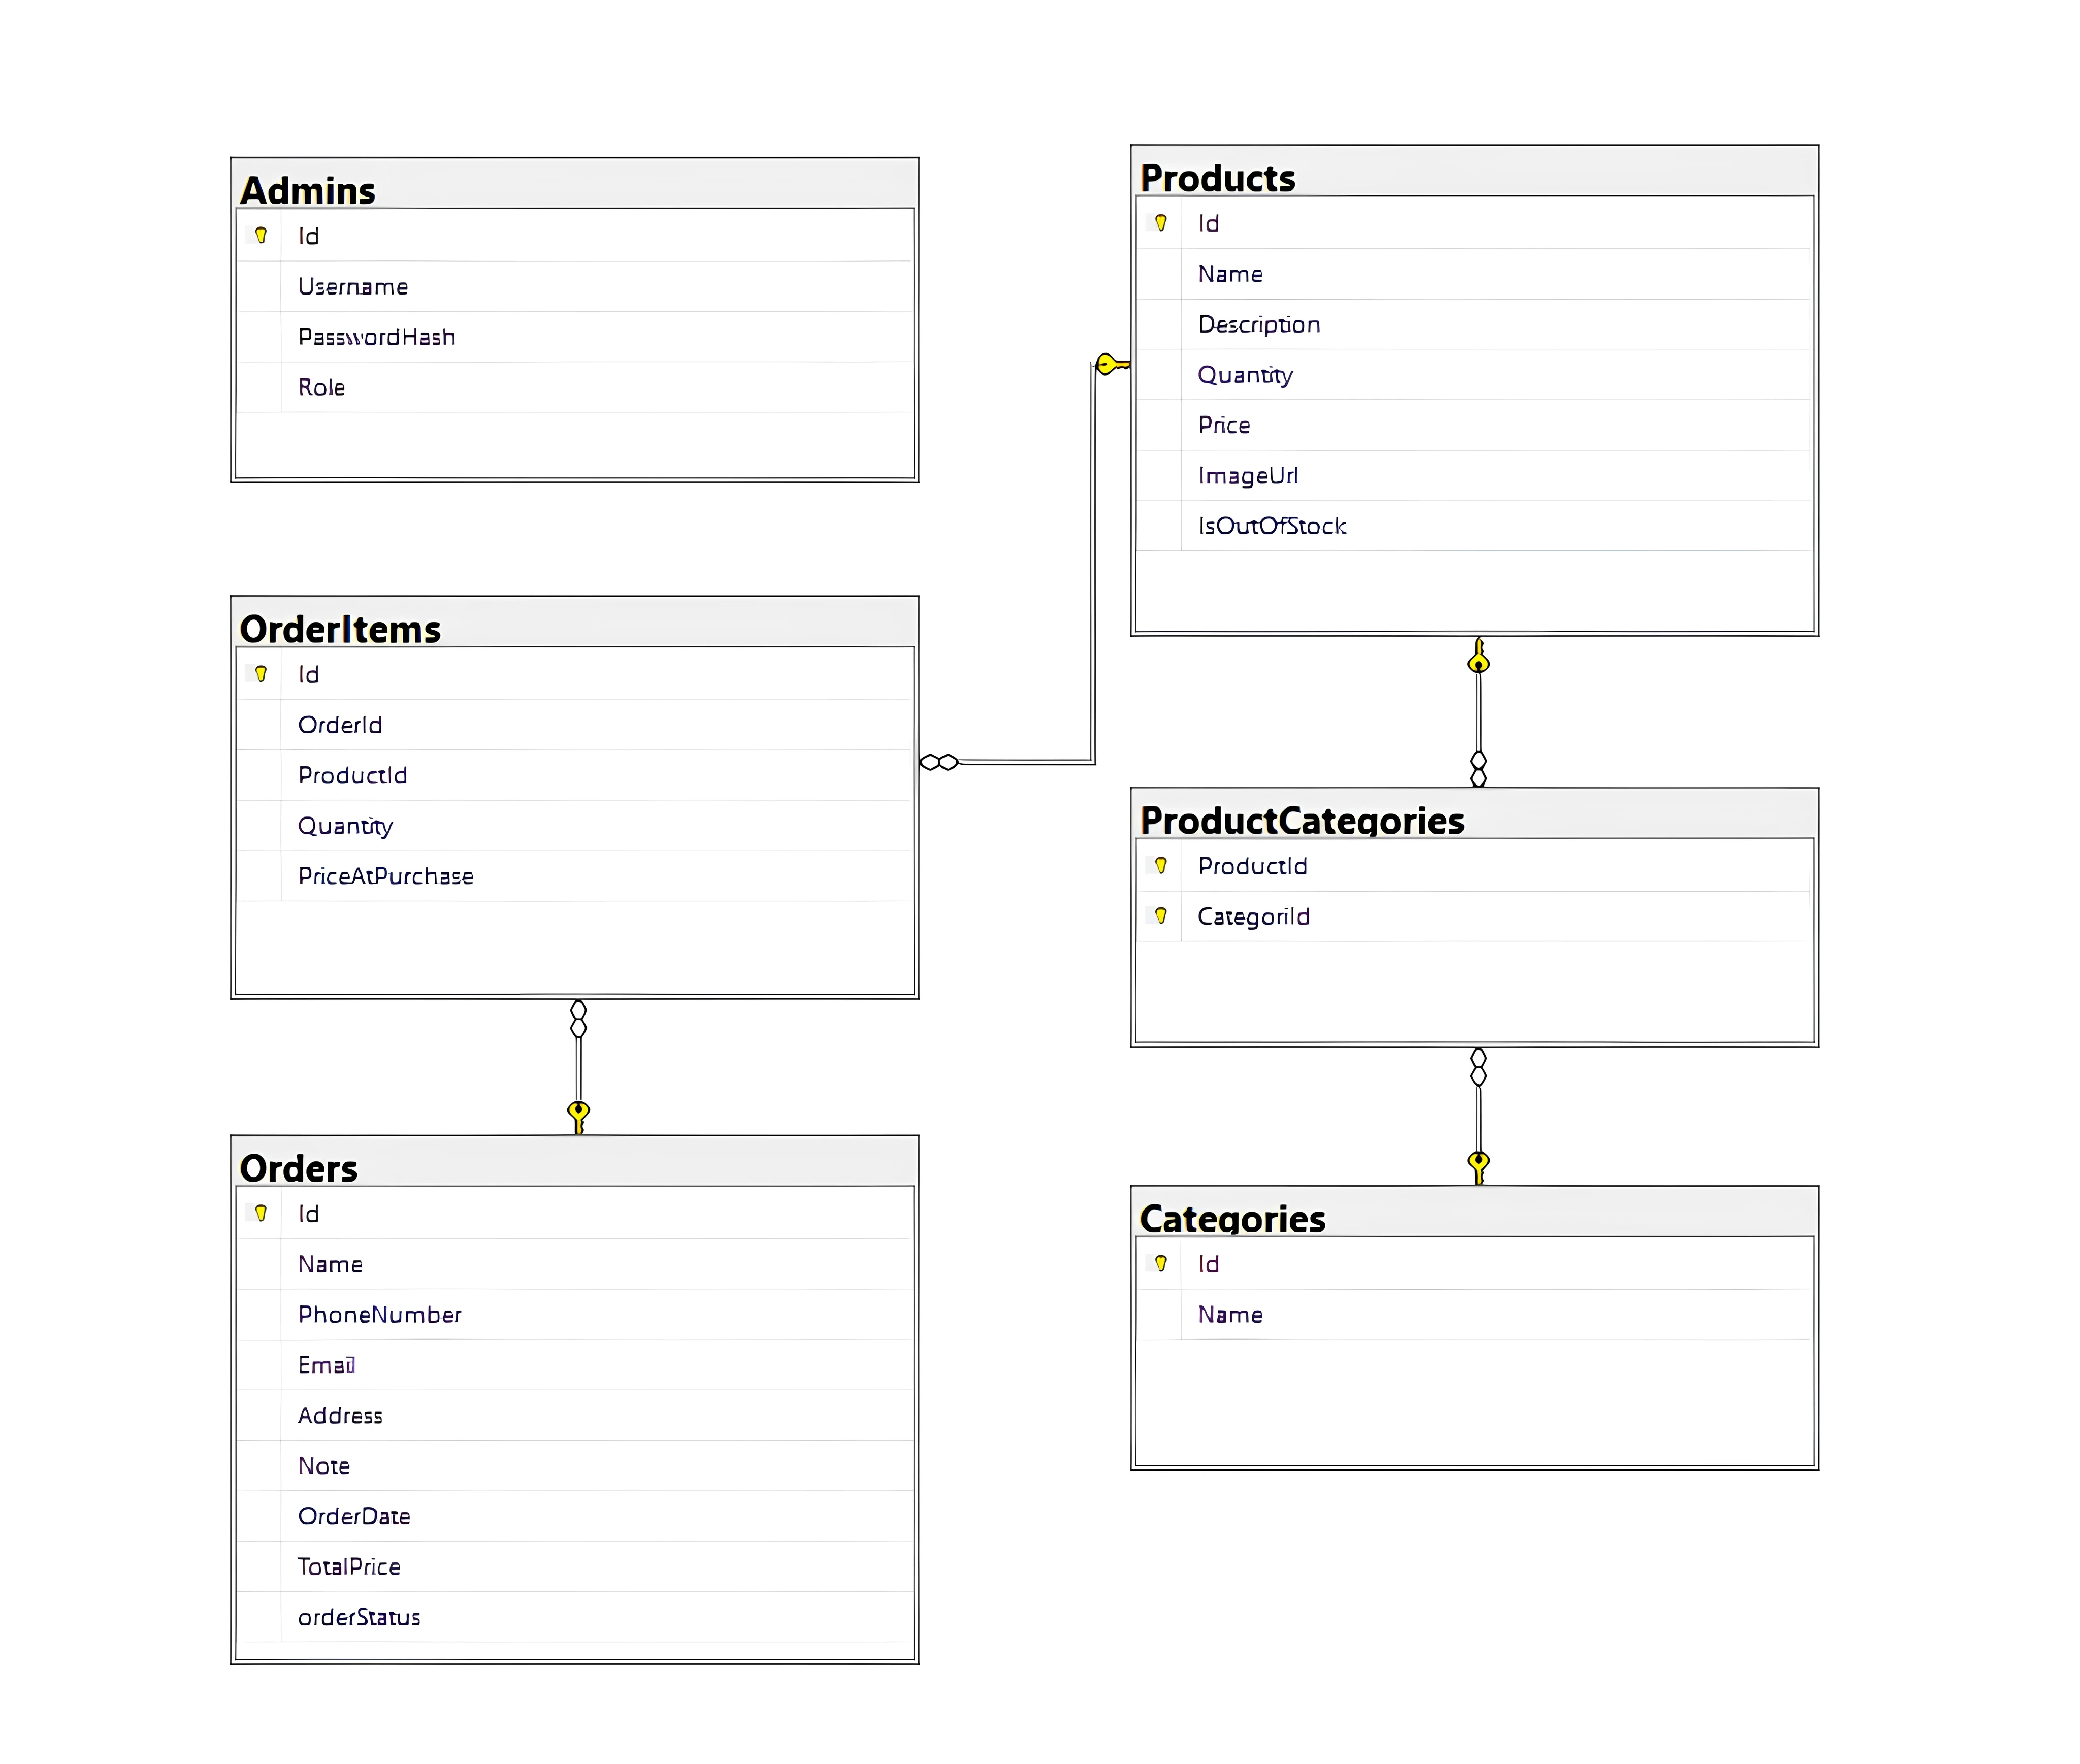 Admins
Id
Username
PasswordHash
Role
OrderItems
Id
OrderId
ProductId
Quantity
PriceAtPurchase
Orders
Id
Name
PhoneNumber
Email
Address
Note
OrderDate
TotalPrice
orderStatus
Products
Id
Name
Description
Quantity
Price
ImageUrl
IsOutOfStock
ProductCategories
ProductId
CategoriId
Categories
Id
Name